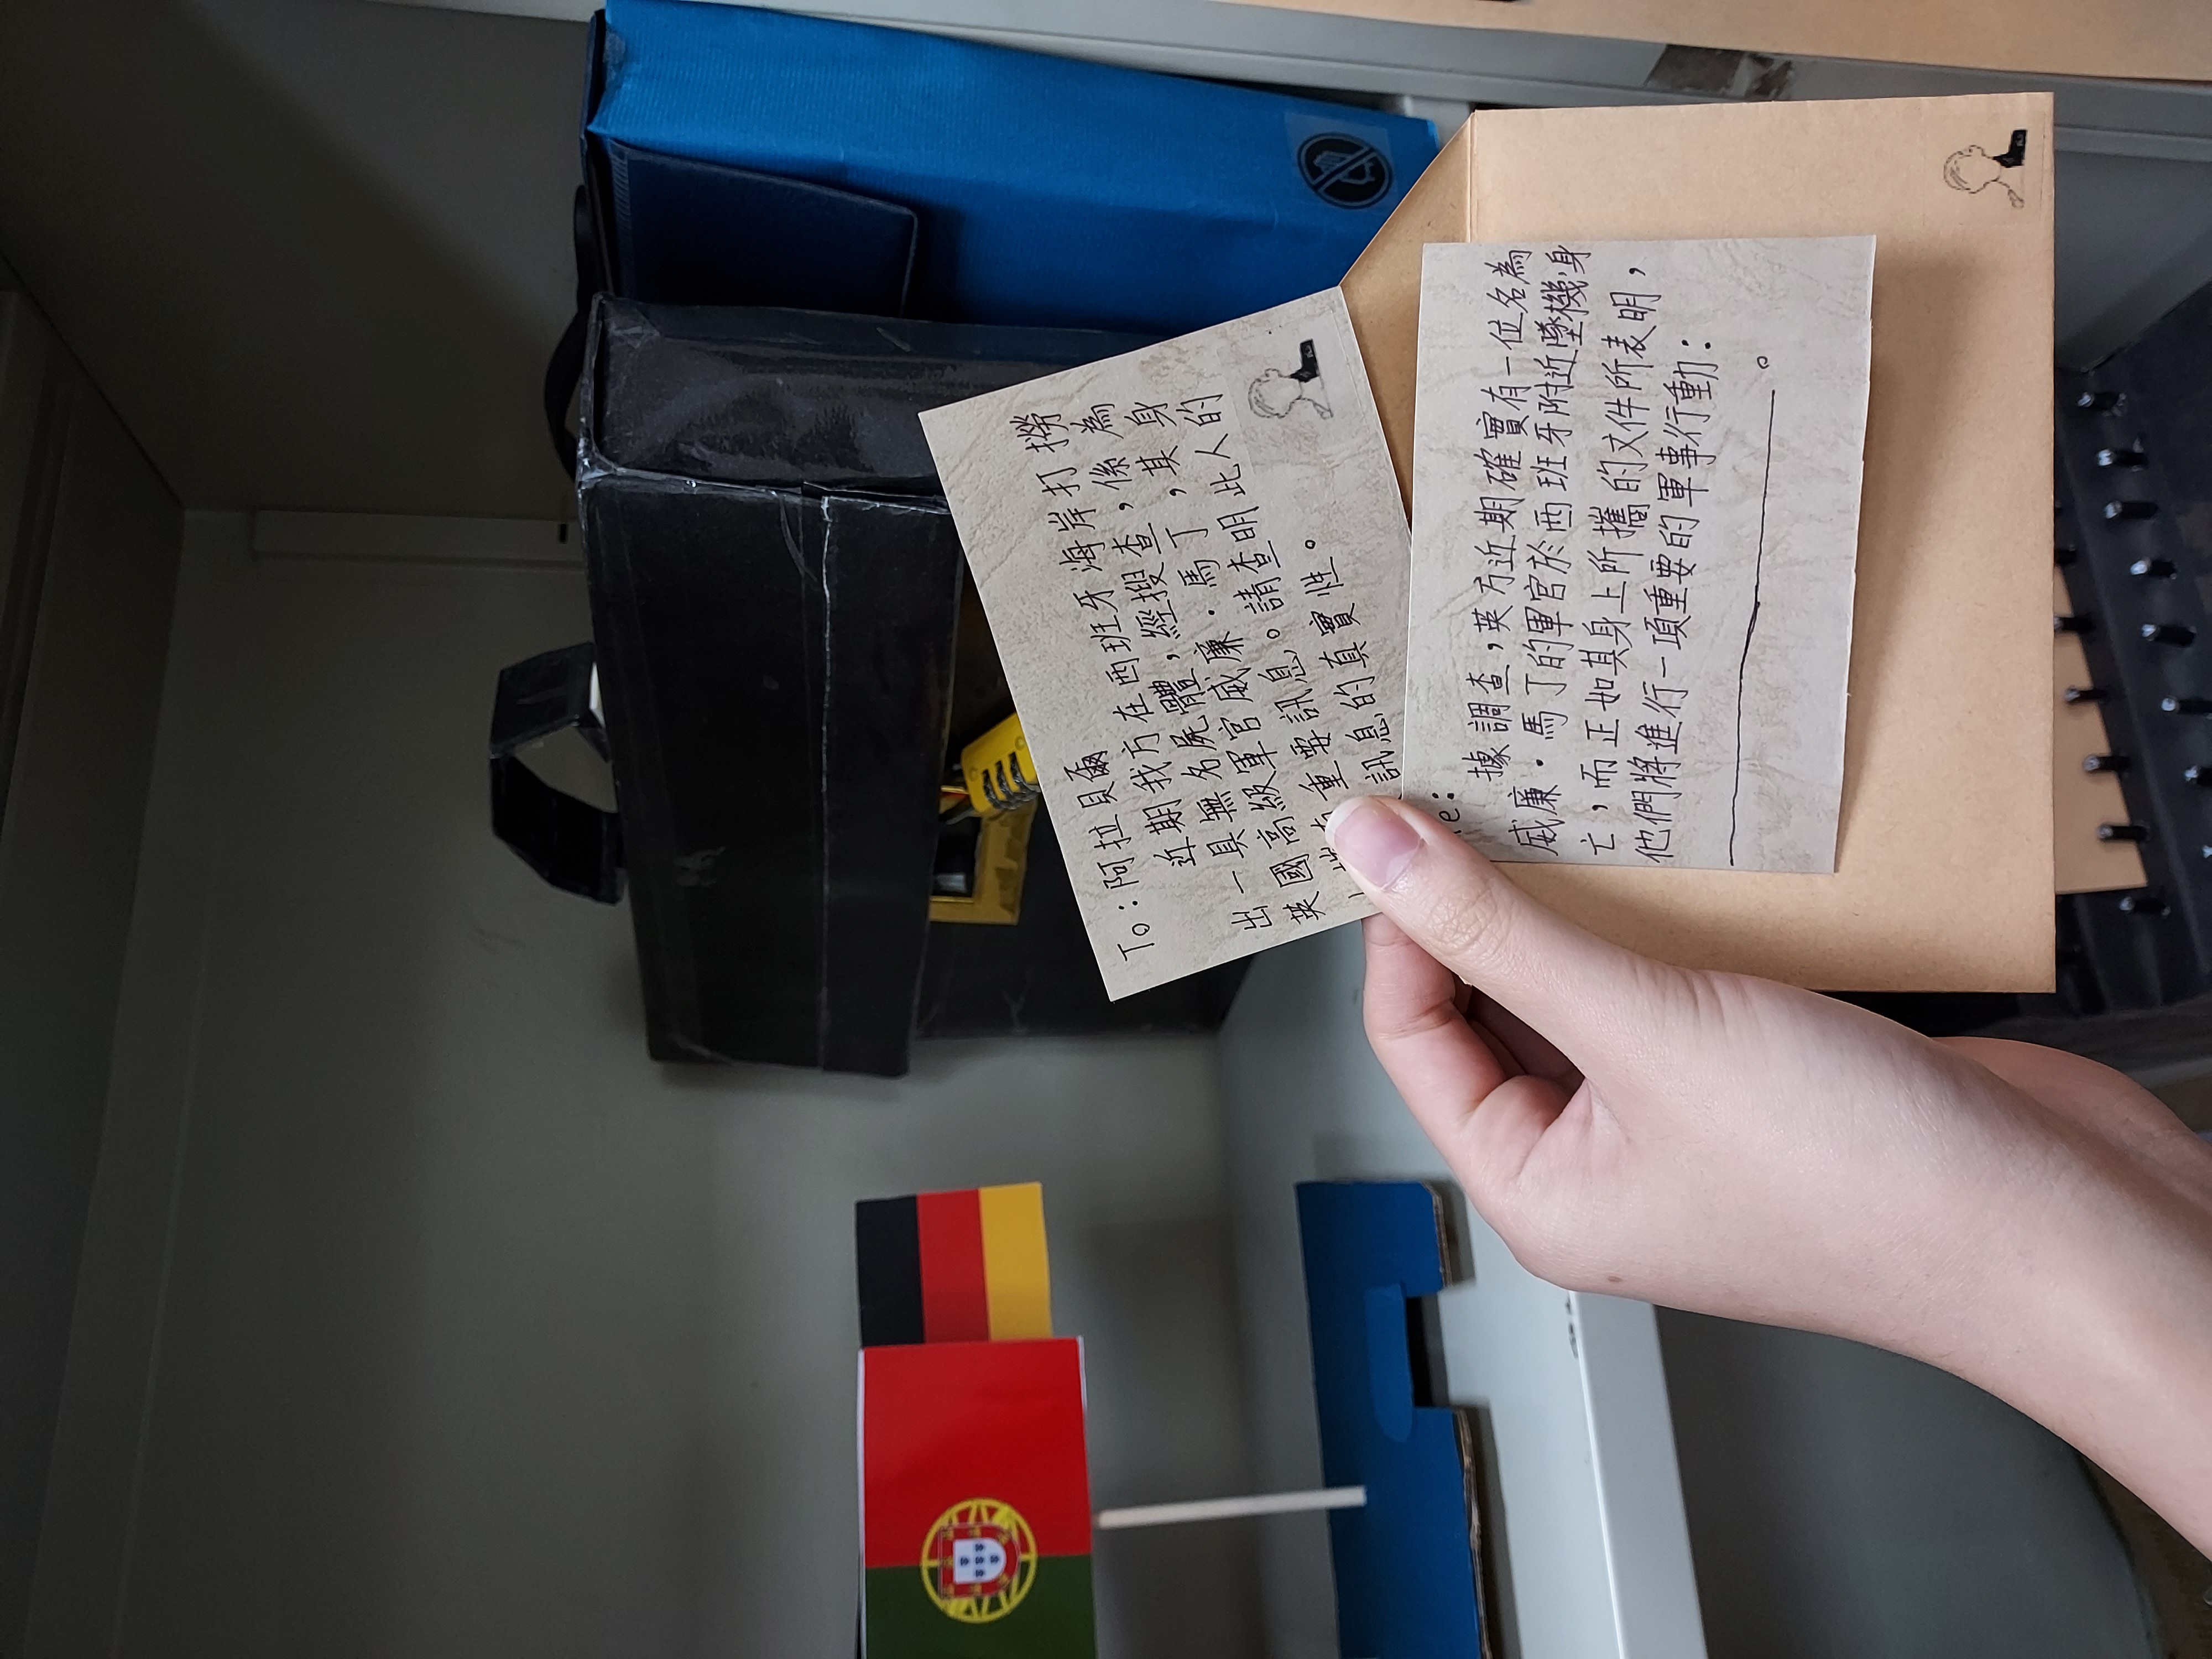 To：阿拉貝爾
近期我方在西班牙海岸打撈
出一具無名屍體，經搜查，係為
英國高級軍官威廉．馬丁，其身
上攜有重要訊息。請查明此人的
訊息的真實性。
Re：
據調查，英方近期確實有一位名為
威廉．馬丁的軍官於西班牙附近墜機身
亡，而正如其身上所攜的文件所表明，
他們將進行一項重要的軍事行動：
。